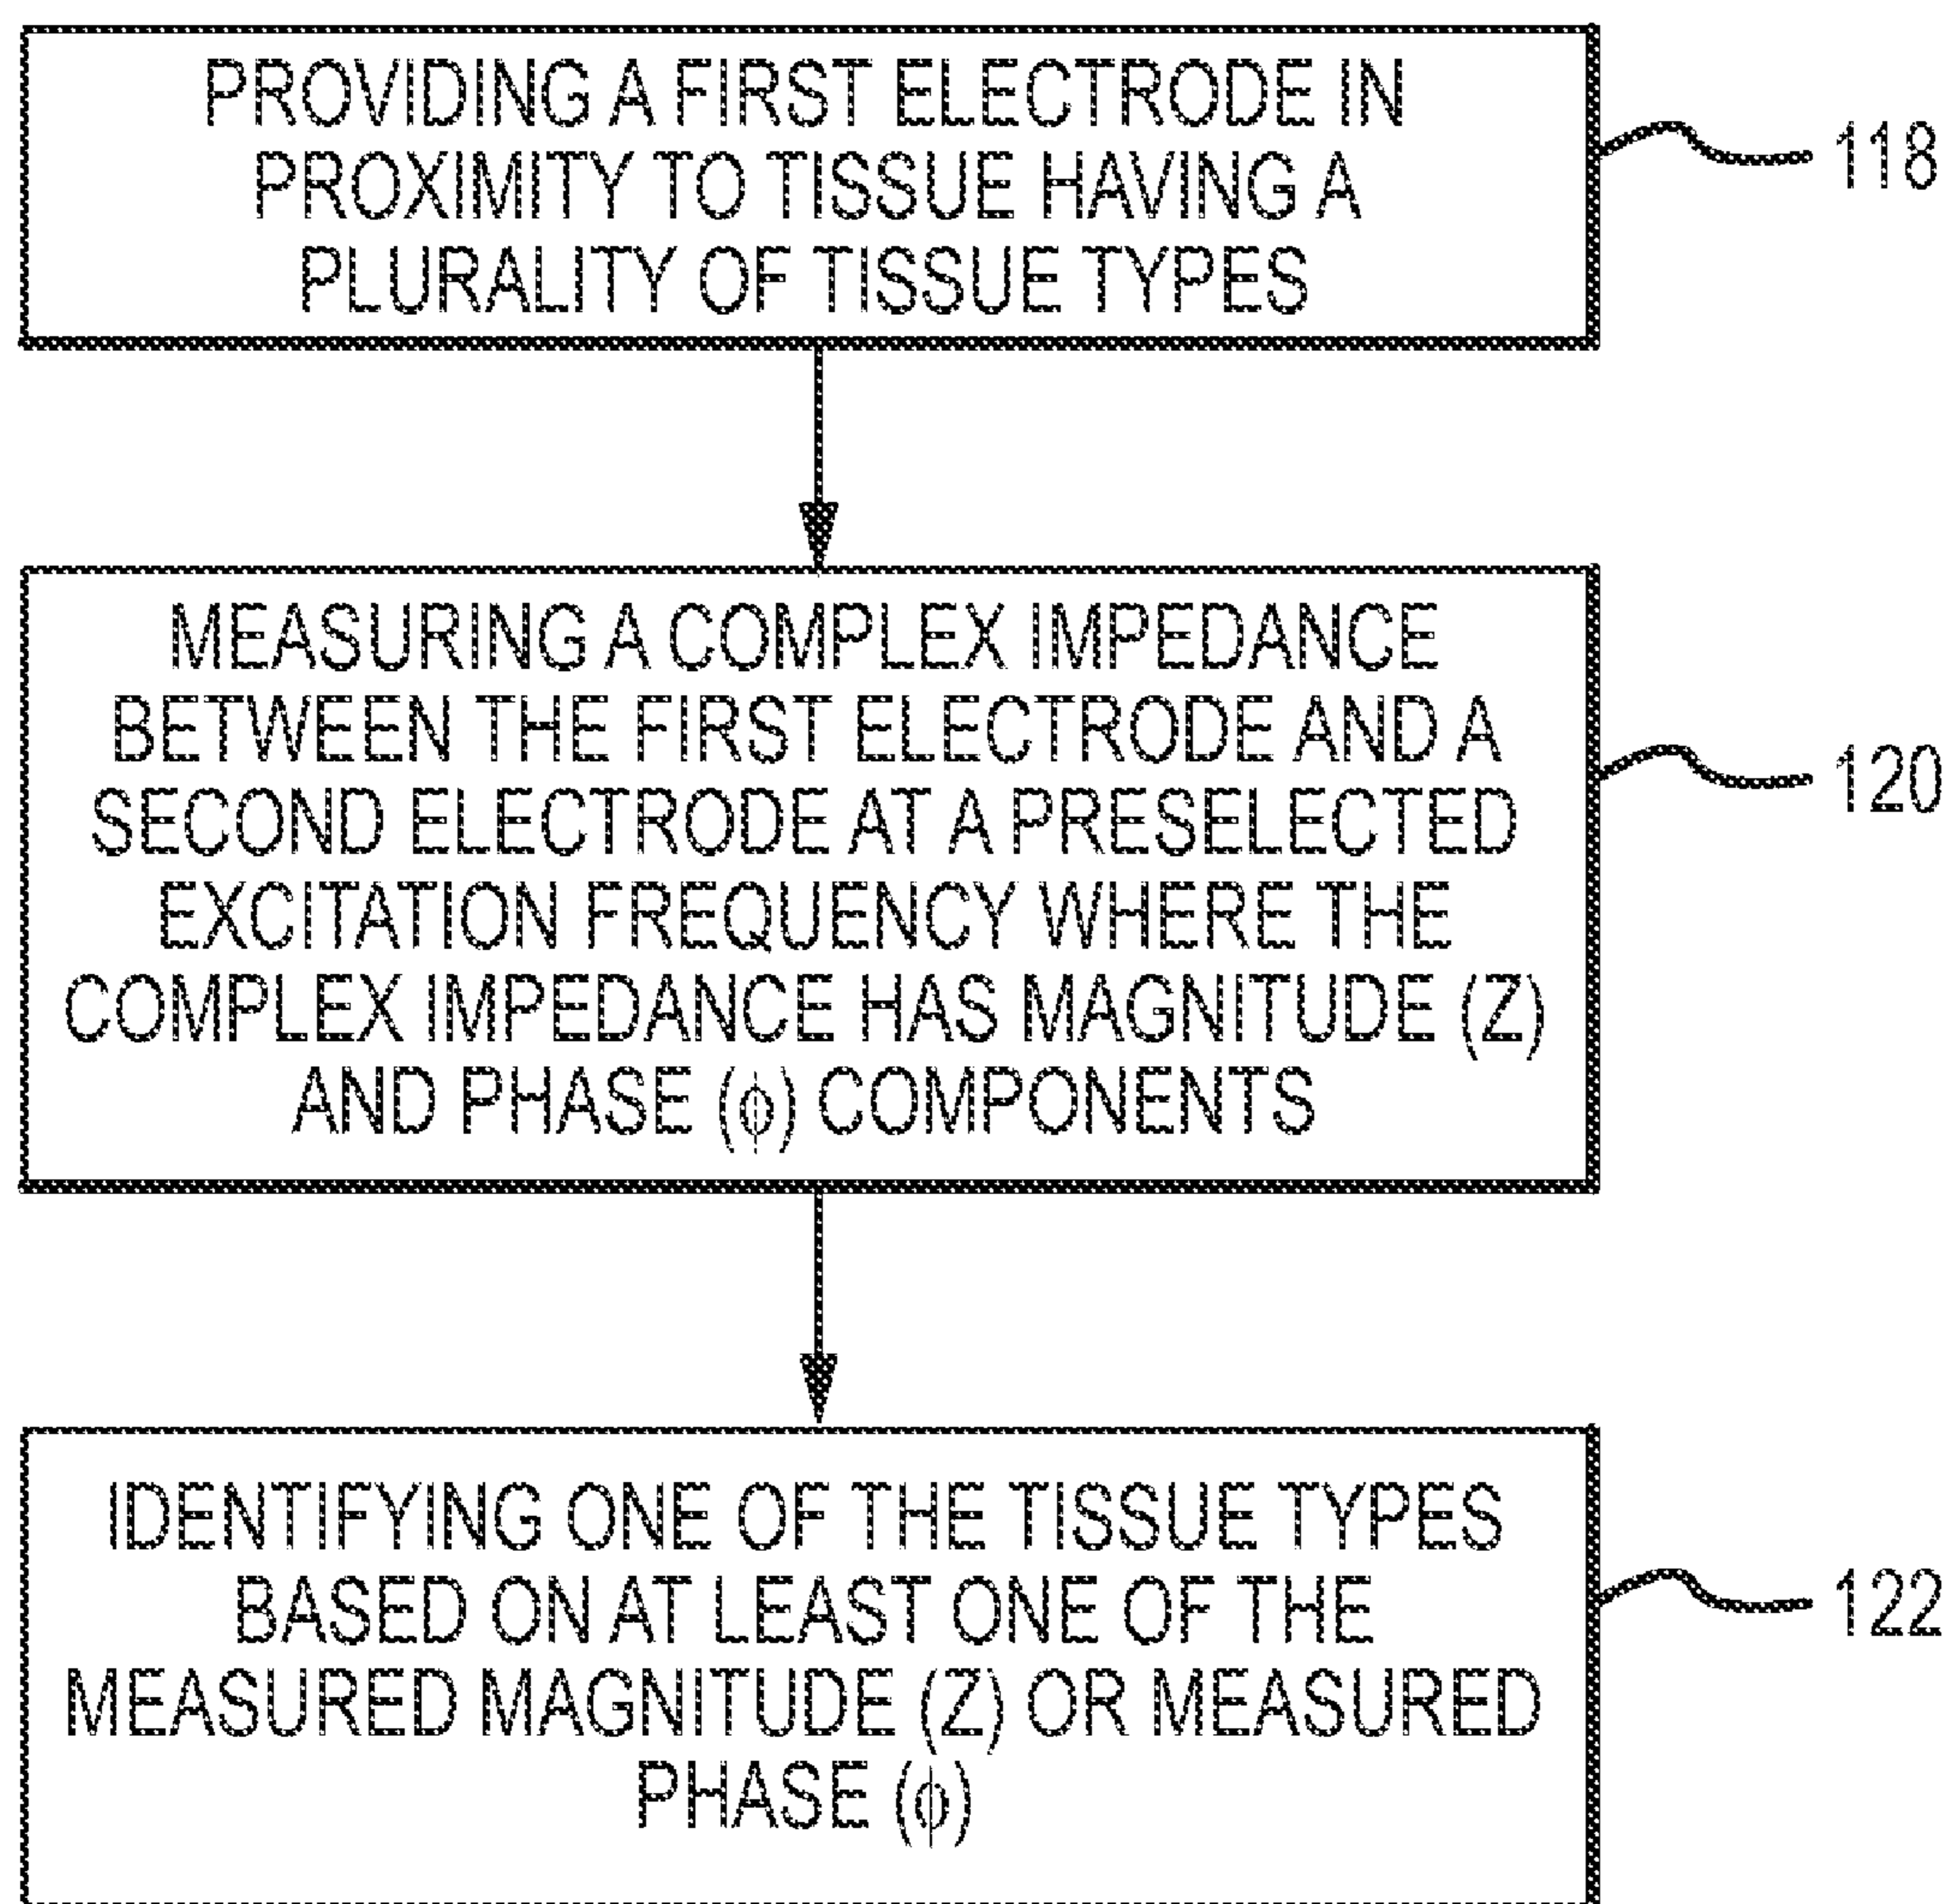 PROVIDING A FIRST ELECTRODE IN
PROXIMITY TO TISSUE HAVING A
PLURALITY OF TISSUE TYPES
118
MEASURING A COMPLEX IMPEDANCE
BETWEEN THE FIRST ELECTRODE AND A
SECOND ELECTRODE AT A PRESELECTED
EXCITATION FREQUENCY WHERE THE
COMPLEX IMPEDANCE HAS MAGNITUDE (Z)
AND PHASE (ϕ) COMPONENTS
120
IDENTIFYING ONE OF THE TISSUE TYPES
BASED ON AT LEAST ONE OF THE
MEASURED MAGNITUDE (Z) OR MEASURED
PHASE (ϕ)
122